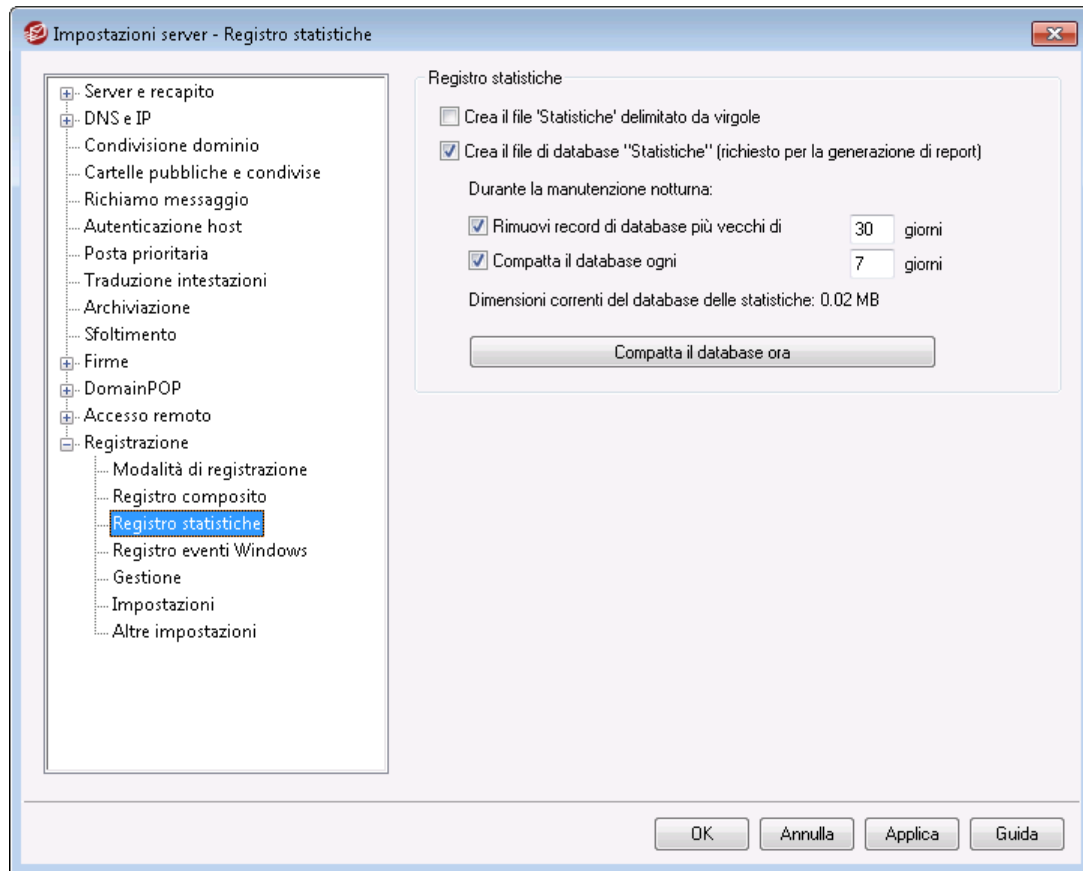 Impostazioni server - Registro statistiche
Server e recapito
DNS e IP
Condivisione dominio
Cartelle pubbliche e condivise
Richiamo messaggio
Autenticazione host
Posta prioritaria
Traduzione intestazioni
Archiviazione
Sfoltimento
Firme
DomainPOP
Accesso remoto
Registrazione
Modalità di registrazione
Registro composito
Registro statistiche
Registro eventi Windows
Gestione
Impostazioni
Altre impostazioni
Registro statistiche
Crea il file 'Statistiche' delimitato da virgole
Crea il file di database "Statistiche" (richiesto per la generazione di report)
Durante la manutenzione notturna:
Rimuovi record di database più vecchi di 30 giorni
Compatta il database ogni 7 giorni
Dimensioni correnti del database delle statistiche: 0.02 MB
Compatta il database ora
OK Annulla Applica Guida